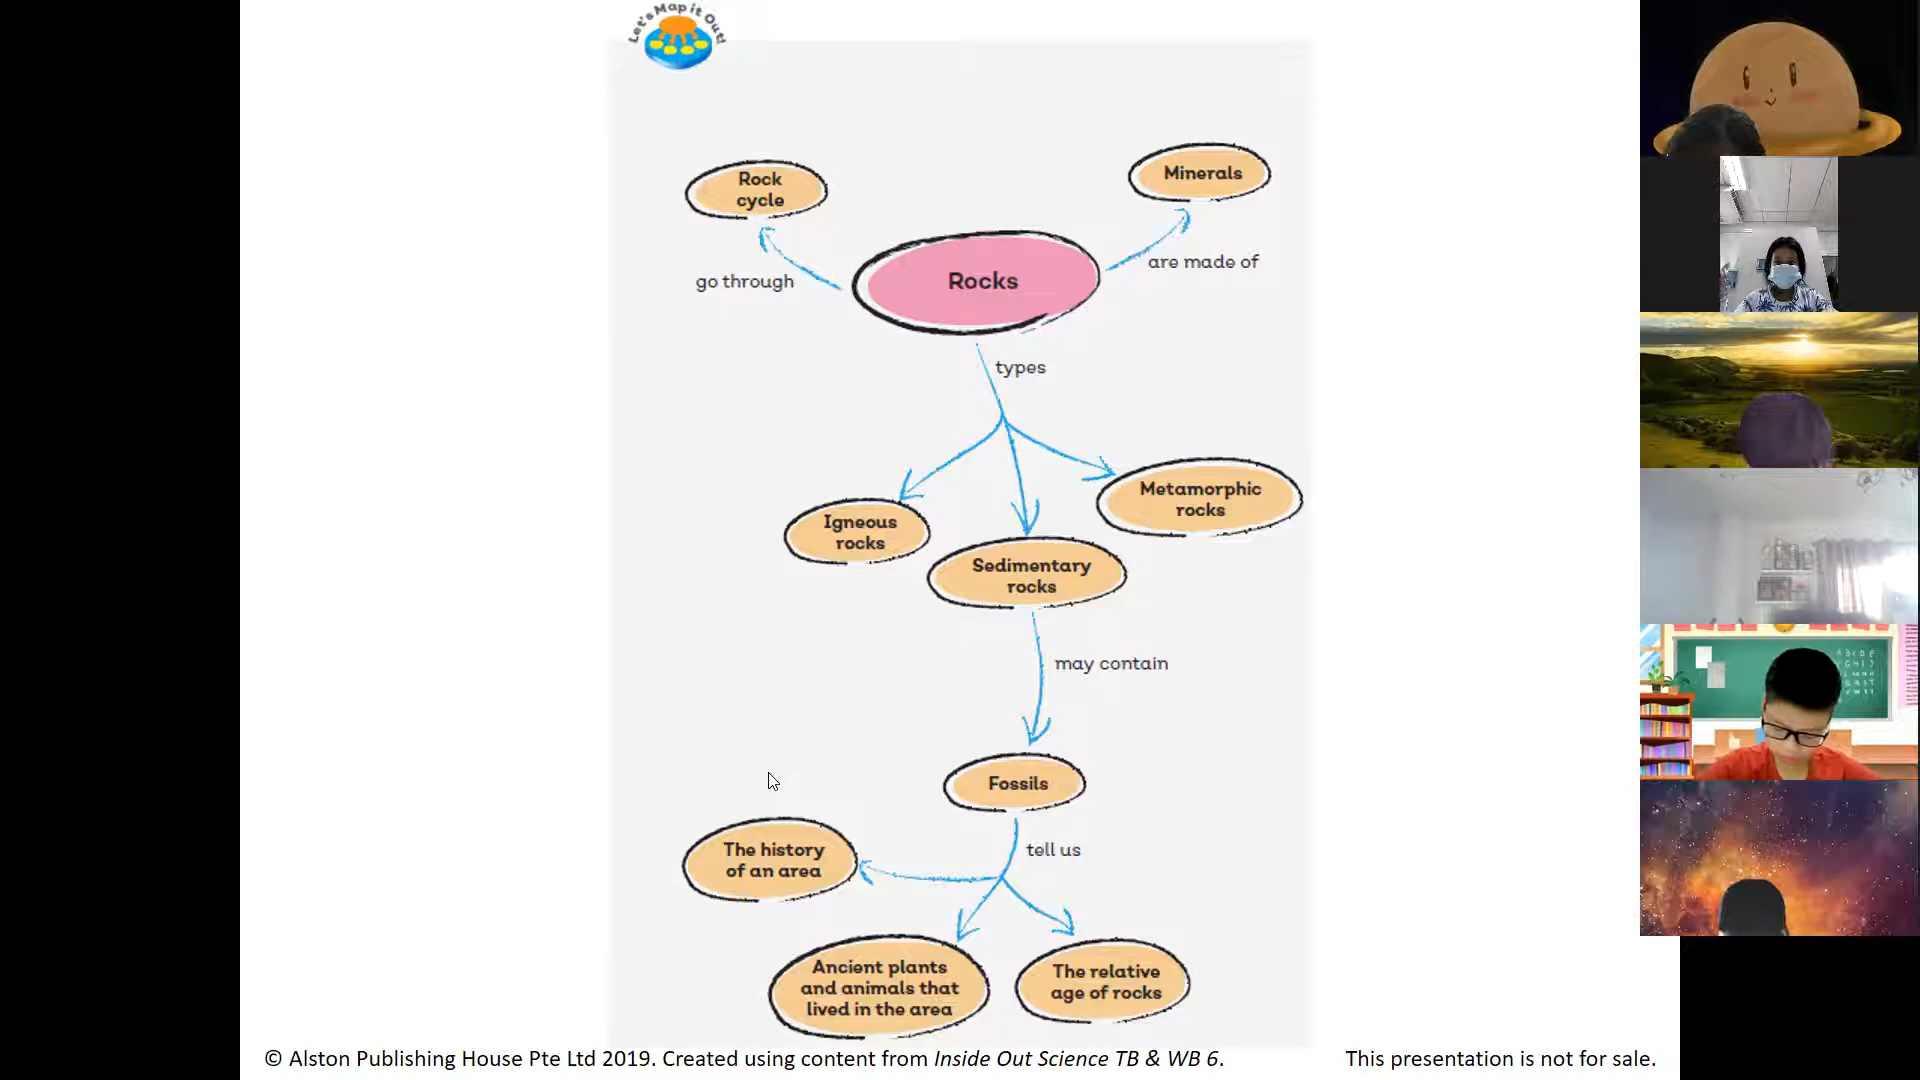 Let's Map it Out!
Rock
cycle
Minerals
go through
Rocks
are made of
types
Igneous
rocks
Sedimentary
rocks
Metamorphic
rocks
may contain
Fossils
tell us
The history
of an area
Ancient plants
and animals that
lived in the area
The relative
age of rocks
© Alston Publishing House Pte Ltd 2019. Created using content from Inside Out Science TB & WB 6.
This presentation is not for sale.